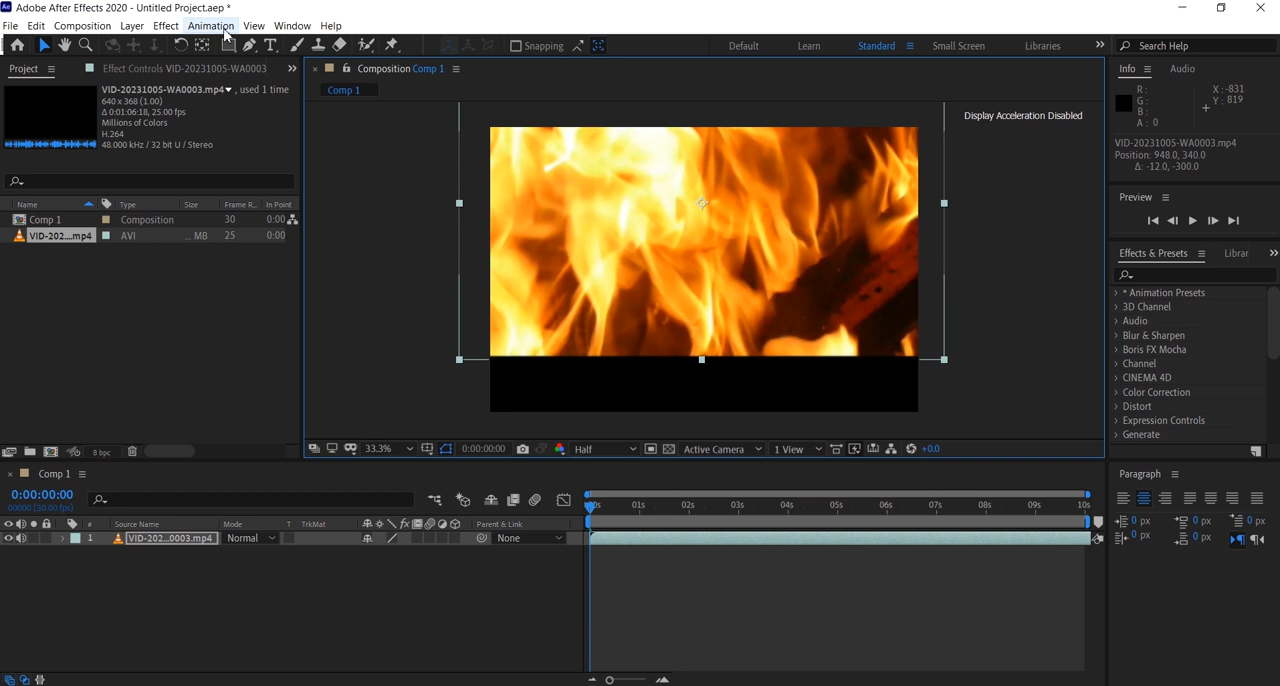 Adobe After Effects 2020 - Untitled Project.aep *
File Edit Composition Layer Effect Animation View Window Help
Snapping Default Learn Standard Small Screen Libraries Search Help
Project Effect Controls VID-20231005-WA0003
VID-20231005-WA0003.mp4 , used 1 time
640 x 368 (1.00)
Δ 0:01:06:18, 25.00 fps
Millions of Colors
H.264
48.000 kHz / 32 bit U / Stereo
Name Type Size Frame R... In Point
Comp 1 Composition 30 0:00
VID-202....mp4 AVI ... MB 25 0:00
8 bpc
Composition Comp 1
Comp 1
Display Acceleration Disabled
33.3% 0:00:00:00 Half Active Camera 1 View +0.0
Info Audio
R: X: -831
G: Y: 819
B:
A: 0
VID-20231005-WA0003.mp4
Position: 948.0, 340.0
Δ: -12.0, -300.0
Preview
Effects & Presets Librar
* Animation Presets
3D Channel
Audio
Blur & Sharpen
Boris FX Mocha
Channel
CINEMA 4D
Color Correction
Distort
Expression Controls
Generate
Comp 1
0:00:00:00
00000 (30.00 fps)
01s 02s 03s 04s 05s 06s 07s 08s 09s 10s
# Source Name Mode T TrkMat Parent & Link
1 VID-202...0003.mp4 Normal None
Paragraph
0 px 0 px 0 px
0 px 0 px